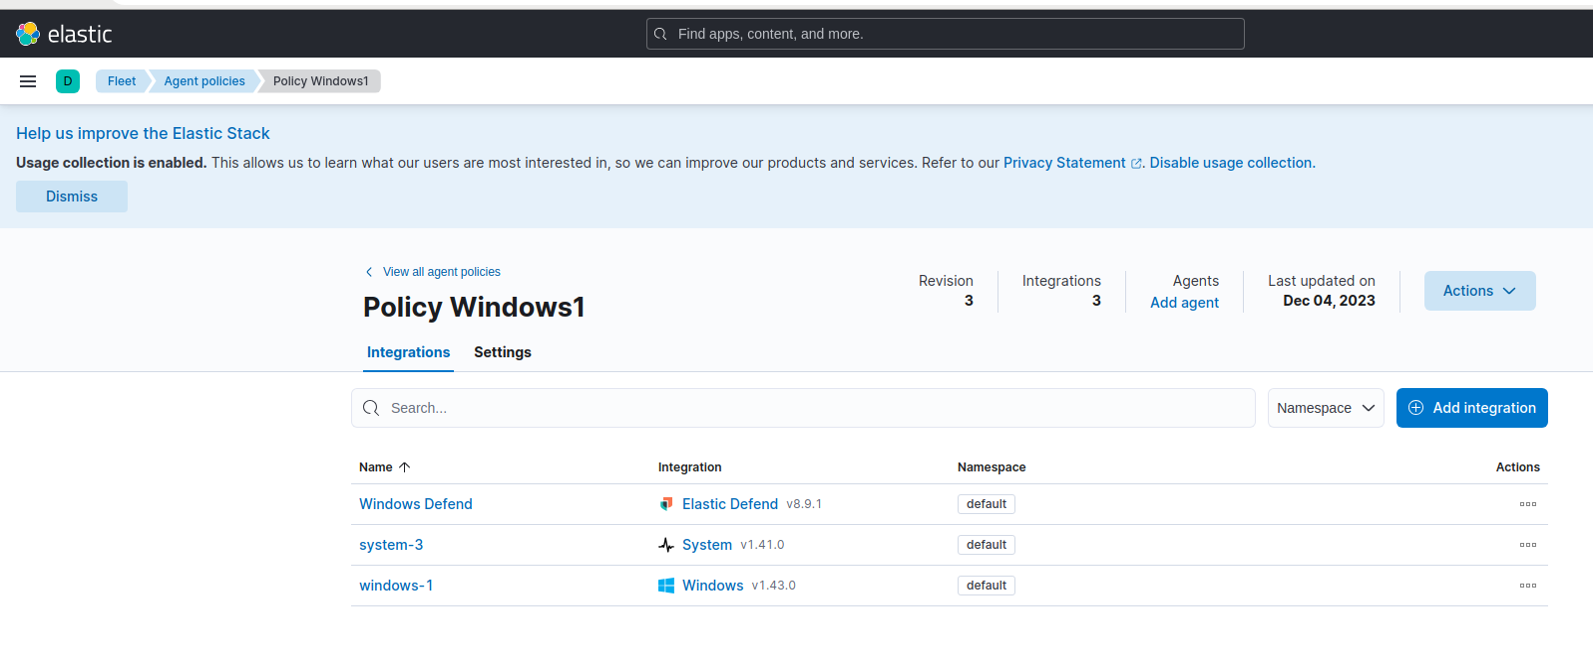 elastic
Find apps, content, and more.
D
Fleet
Agent policies
Policy Windows1
Help us improve the Elastic Stack
Usage collection is enabled. This allows us to learn what our users are most interested in, so we can improve our products and services. Refer to our Privacy Statement . Disable usage collection.
Dismiss
View all agent policies
Policy Windows1
Revision
3
Integrations
3
Agents
Add agent
Last updated on
Dec 04, 2023
Actions
Integrations Settings
Search...
Namespace
Add integration
Name Integration Namespace Actions
Windows Defend Elastic Defend v8.9.1 default
system-3 System v1.41.0 default
windows-1 Windows v1.43.0 default